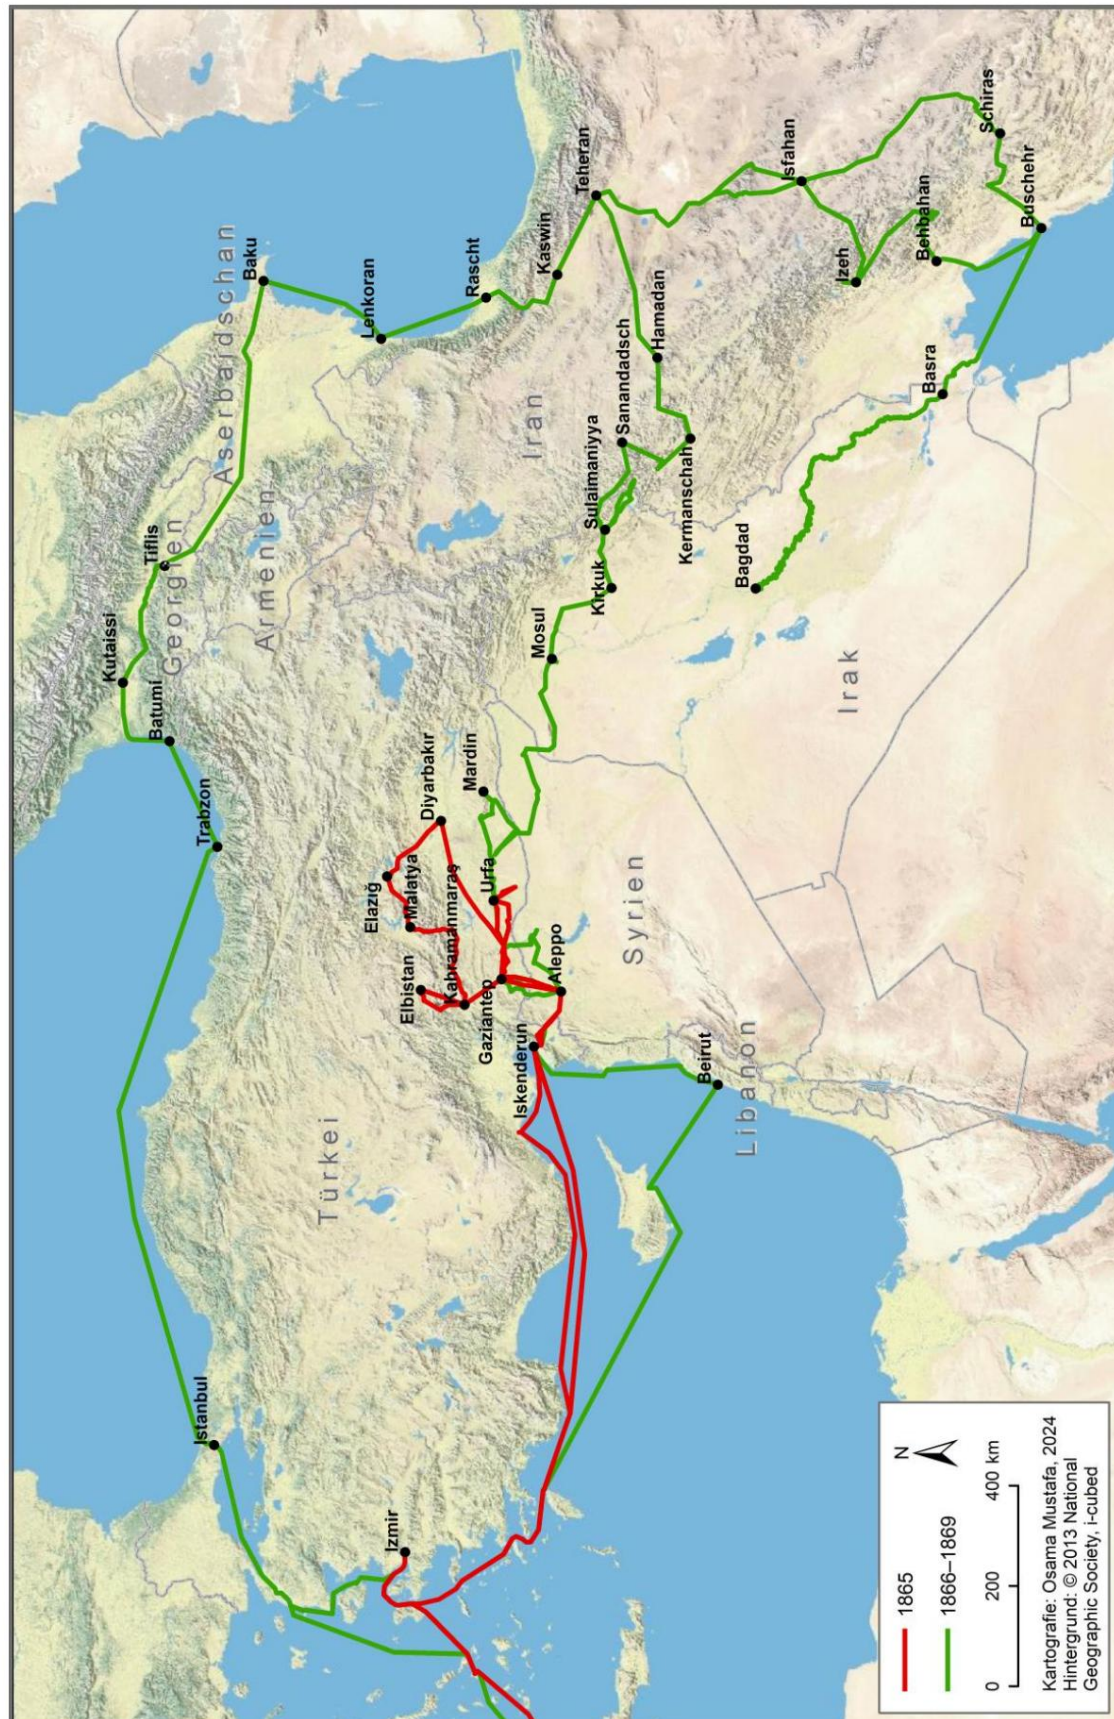 Kutaissi
Batumi
Tiflis
Georgien
Trabzon
Istanbul
Aserbaidschan
Baku
Armenien
Lenkoran
Elazığ
Malatya
Diyarbakır
Elbistan
Kahramanmaraş
Mardin
Urfa
Izmir
Türkei
Gaziantep
Iskenderun
Aleppo
Rascht
Kaswin
Teheran
Iran
Mosul
Kirkuk
Sulaimaniyya
Sanandadsch
Hamadan
Kermanschah
Syrien
Beirut
Libanon
Bagdad
Irak
Isfahan
Izeh
Behbahan
Basra
Schiras
Buschehr
1865
1866–1869
N
0 200 400 km
Kartografie: Osama Mustafa, 2024
Hintergrund: © 2013 National
Geographic Society, i-cubed